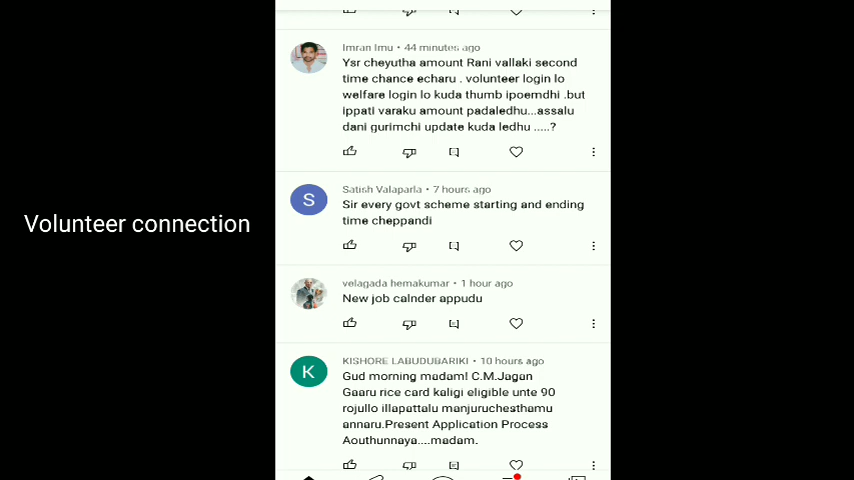 Volunteer connection
Imran Imu • 44 minutes ago
Ysr cheyutha amount Rani vallaki second
time chance echaru . volunteer login lo
welfare login lo kuda thumb ipoemdhi .but
ippati varaku amount padaledhu...assalu
dani gurimchi update kuda ledhu .....?
S
Satish Valaparla • 7 hours ago
Sir every govt scheme starting and ending
time cheppandi
velagada hemakumar • 1 hour ago
New job calnder appudu
K
KISHORE LABUDUBARIKI • 10 hours ago
Gud morning madam! C.M.Jagan
Gaaru rice card kaligi eligible unte 90
rojullo illapattalu manjuruchesthamu
annaru.Present Application Process
Aouthunnaya....madam.